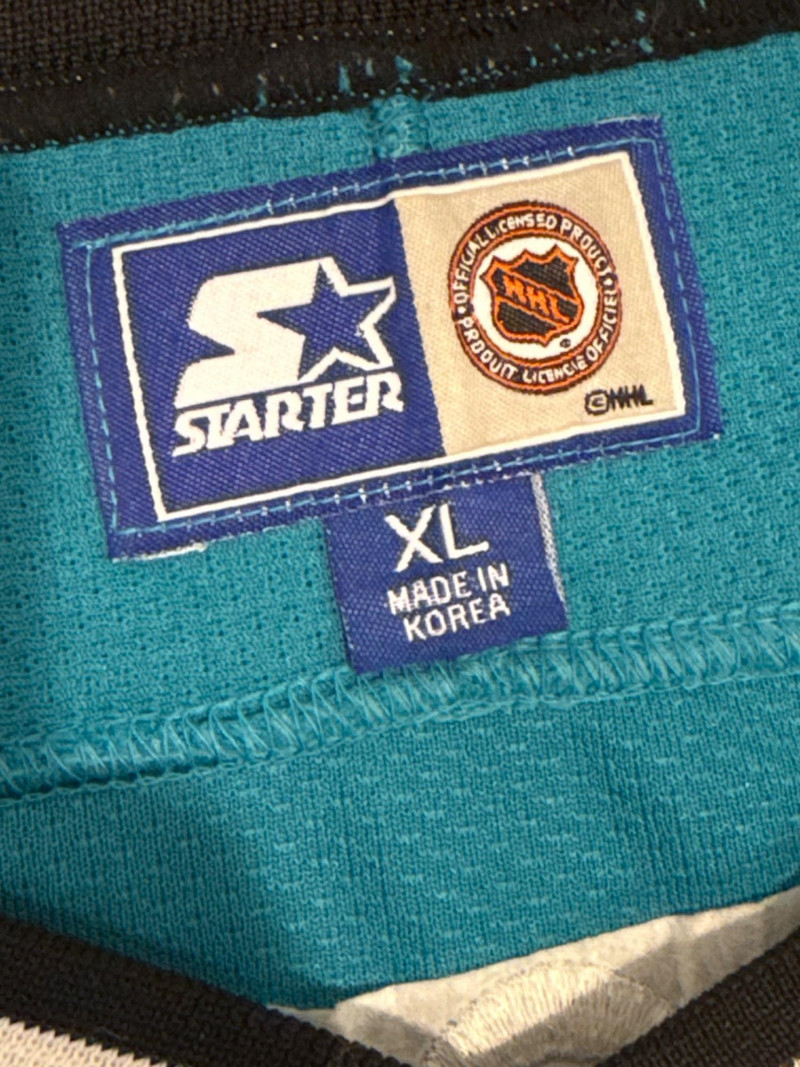 STARTER
OFFICIAL LICENSED PRODUCT
NHL
PRODUIT LICENCIE OFFICIEL
©NHL
XL
MADE IN
KOREA